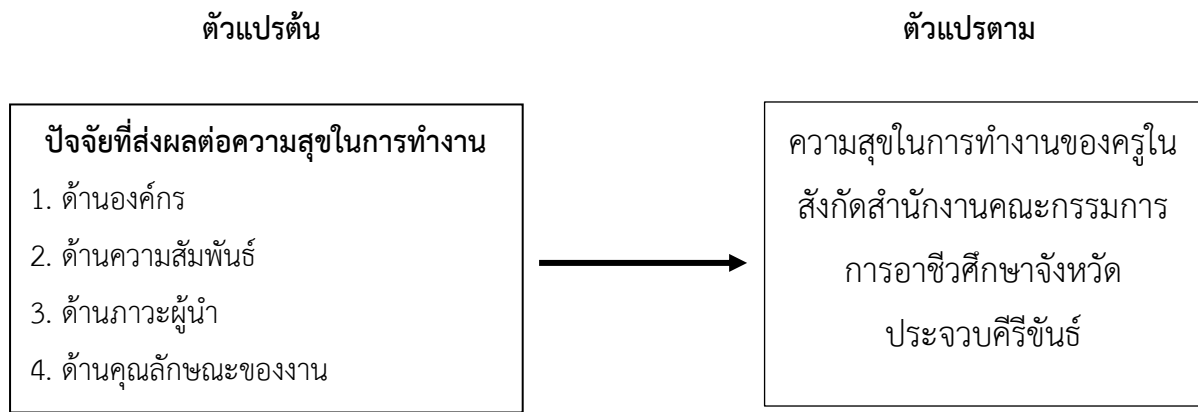 ตัวแปรต้น
ตัวแปรตาม
ปัจจัยที่ส่งผลต่อความสุขในการทำงาน
1. ด้านองค์กร
2. ด้านความสัมพันธ์
3. ด้านภาวะผู้นำ
4. ด้านคุณลักษณะของงาน
ความสุขในการทำงานของครูใน
สังกัดสำนักงานคณะกรรมการ
การอาชีวศึกษาจังหวัด
ประจวบคีรีขันธ์